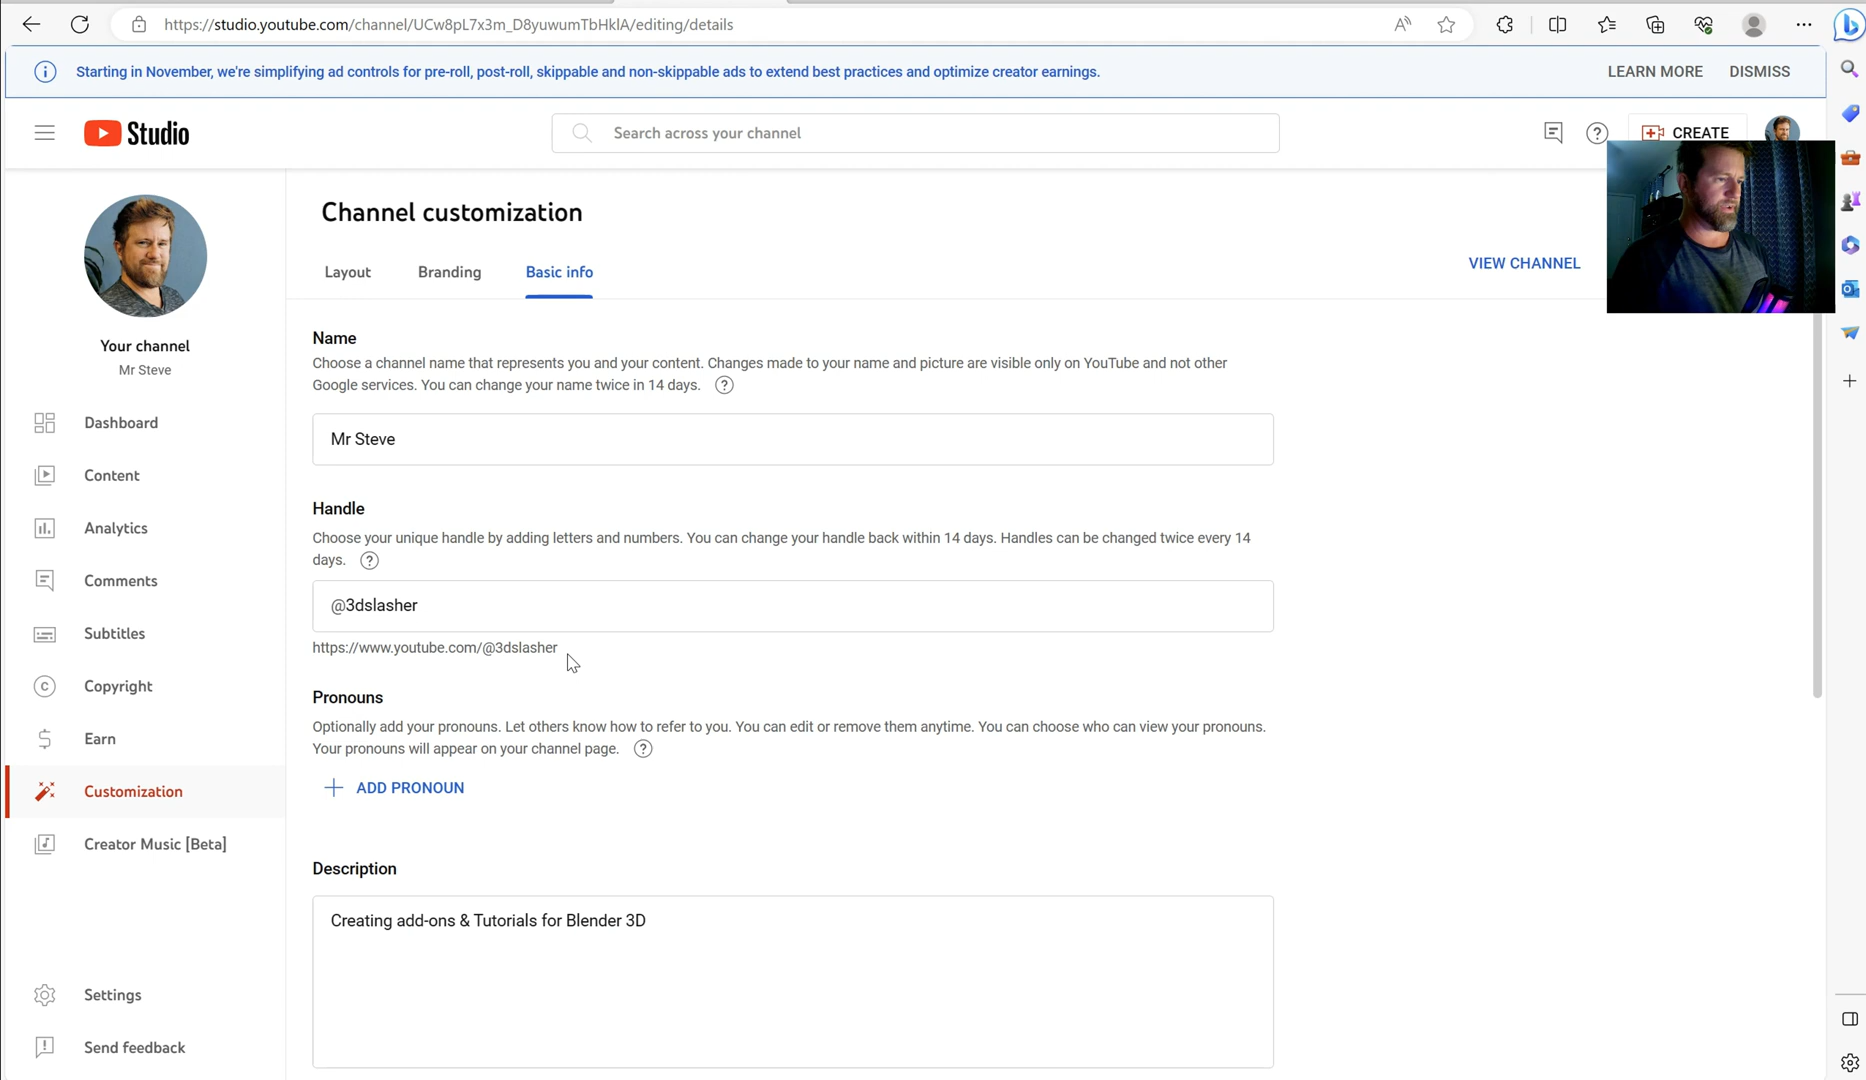 https://studio.youtube.com/channel/UCw8pL7x3m_D8yuwumTbHklA/editing/details
Starting in November, we're simplifying ad controls for pre-roll, post-roll, skippable and non-skippable ads to extend best practices and optimize creator earnings.
LEARN MORE
DISMISS
Studio
Search across your channel
CREATE
Your channel
Mr Steve
Dashboard
Content
Analytics
Comments
Subtitles
Copyright
Earn
Customization
Creator Music [Beta]
Settings
Send feedback
Channel customization
Layout
Branding
Basic info
VIEW CHANNEL
Name
Choose a channel name that represents you and your content. Changes made to your name and picture are visible only on YouTube and not other
Google services. You can change your name twice in 14 days.
Mr Steve
Handle
Choose your unique handle by adding letters and numbers. You can change your handle back within 14 days. Handles can be changed twice every 14
days.
@3dslasher
https://www.youtube.com/@3dslasher
Pronouns
Optionally add your pronouns. Let others know how to refer to you. You can edit or remove them anytime. You can choose who can view your pronouns.
Your pronouns will appear on your channel page.
ADD PRONOUN
Description
Creating add-ons & Tutorials for Blender 3D